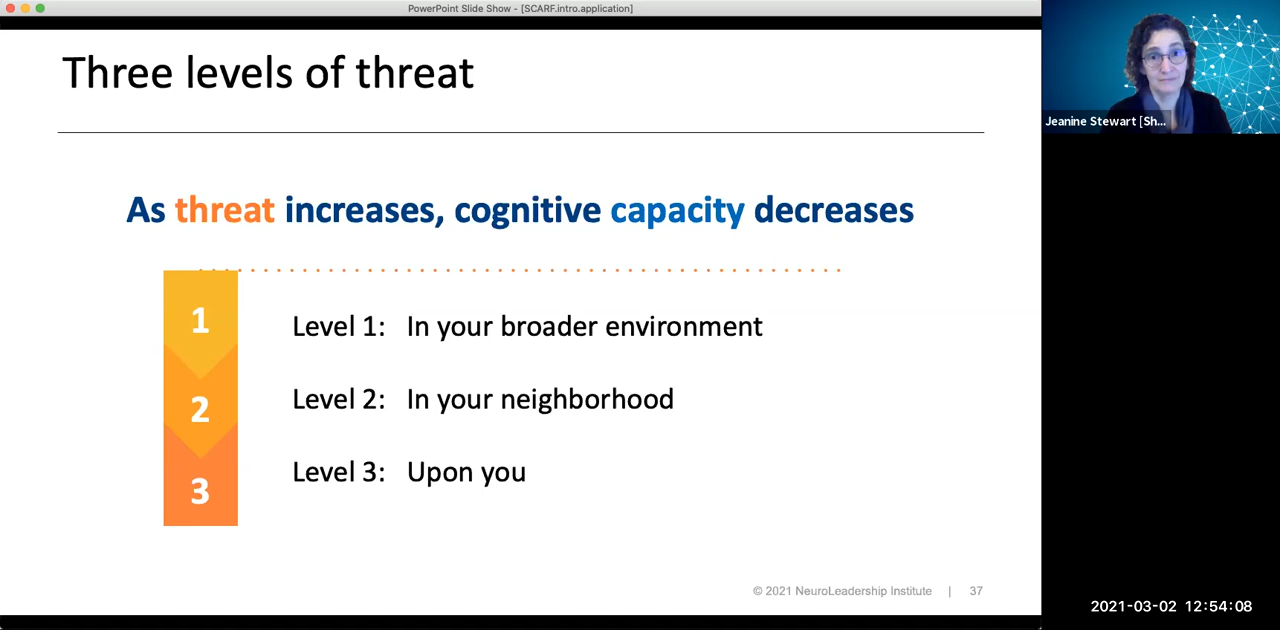 PowerPoint Slide Show - [SCARF.intro.application]
Three levels of threat
As threat increases, cognitive capacity decreases
1
Level 1: In your broader environment
2
Level 2: In your neighborhood
3
Level 3: Upon you
© 2021 NeuroLeadership Institute | 37
Jeanine Stewart [Sh...
2021-03-02 12:54:08